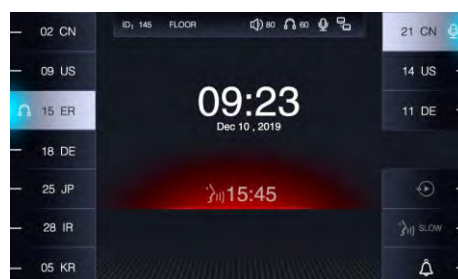 ID: 145 FLOOR 80 60
02 CN
09 US
15 ER
18 DE
25 JP
28 IR
05 KR
09:23
Dec 10 , 2019
15:45
21 CN
14 US
11 DE
SLOW